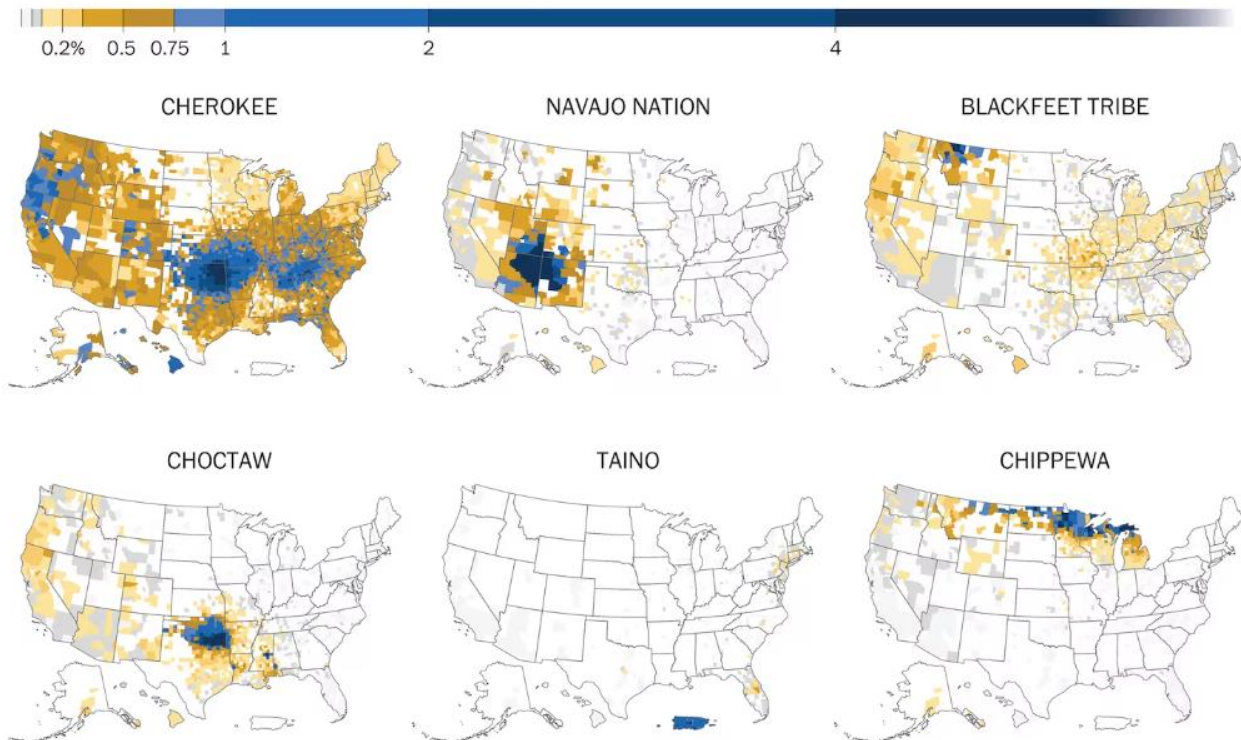 0.2% 0.5 0.75 1 2 4
CHEROKEE NAVAJO NATION BLACKFEET TRIBE
CHOCTAW TAINO CHIPPEWA